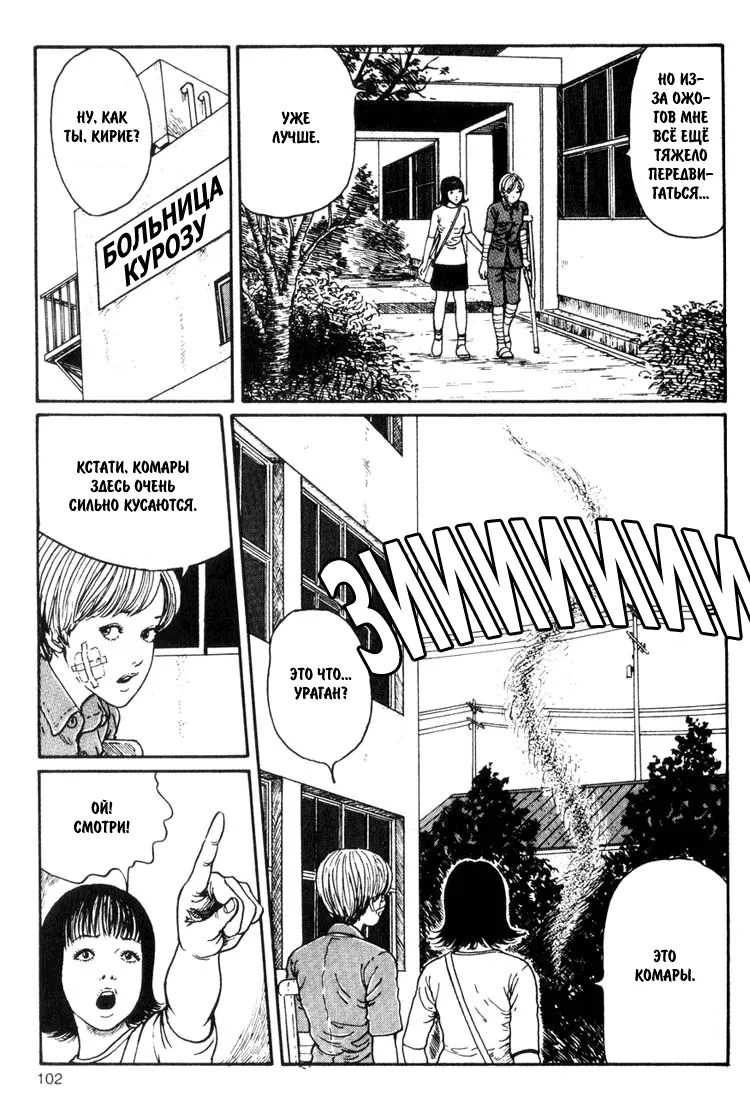 НУ, КАК
ТЫ, КИРИЕ?
БОЛЬНИЦА
КУРОЗУ
УЖЕ
ЛУЧШЕ.
НО ИЗ-
ЗА ОЖО-
ГОВ МНЕ
ВСЁ ЕЩЁ
ТЯЖЕЛО
ПЕРЕДВИ-
ГАТЬСЯ...
КСТАТИ, КОМАРЫ
ЗДЕСЬ ОЧЕНЬ
СИЛЬНО КУСАЮТСЯ.
ОЙ!
СМОТРИ!
ЗИИИИИИИИ
ЭТО ЧТО...
УРАГАН?
ЭТО
КОМАРЫ.
102